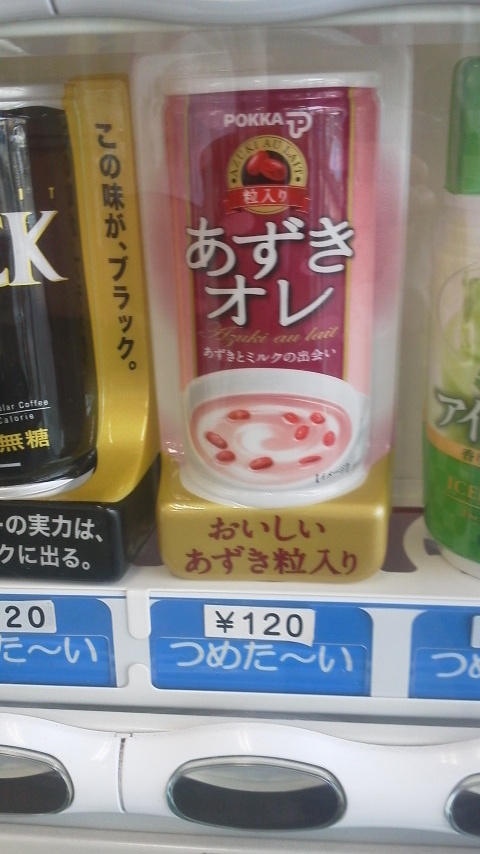 この味が、ブラック。
CK
Coffee
Calorie
無糖
の実力は、
クに出る。
POKKA
AZUKI AU LAIT
粒入り
あずき
オレ
Azuki au lait
あずきとミルクの出会い
おいしい
あずき粒入り
アイ
ICE
20
¥120
た〜い
つめた〜い
つ